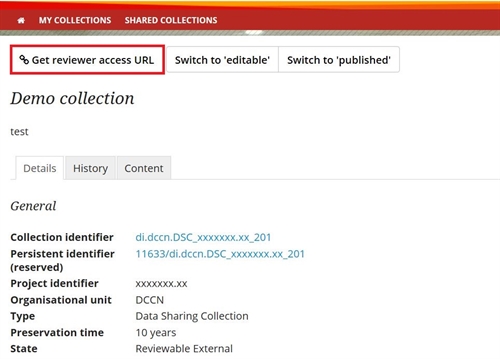 MY COLLECTIONS SHARED COLLECTIONS
Get reviewer access URL Switch to 'editable' Switch to 'published'
Demo collection
test
Details History Content
General
Collection identifier di.dccn.DSC_xxxxxxx.xx_201
Persistent identifier 11633/di.dccn.DSC_xxxxxxx.xx_201
(reserved)
Project identifier xxxxxxx.xx
Organisational unit DCCN
Type Data Sharing Collection
Preservation time 10 years
State Reviewable External